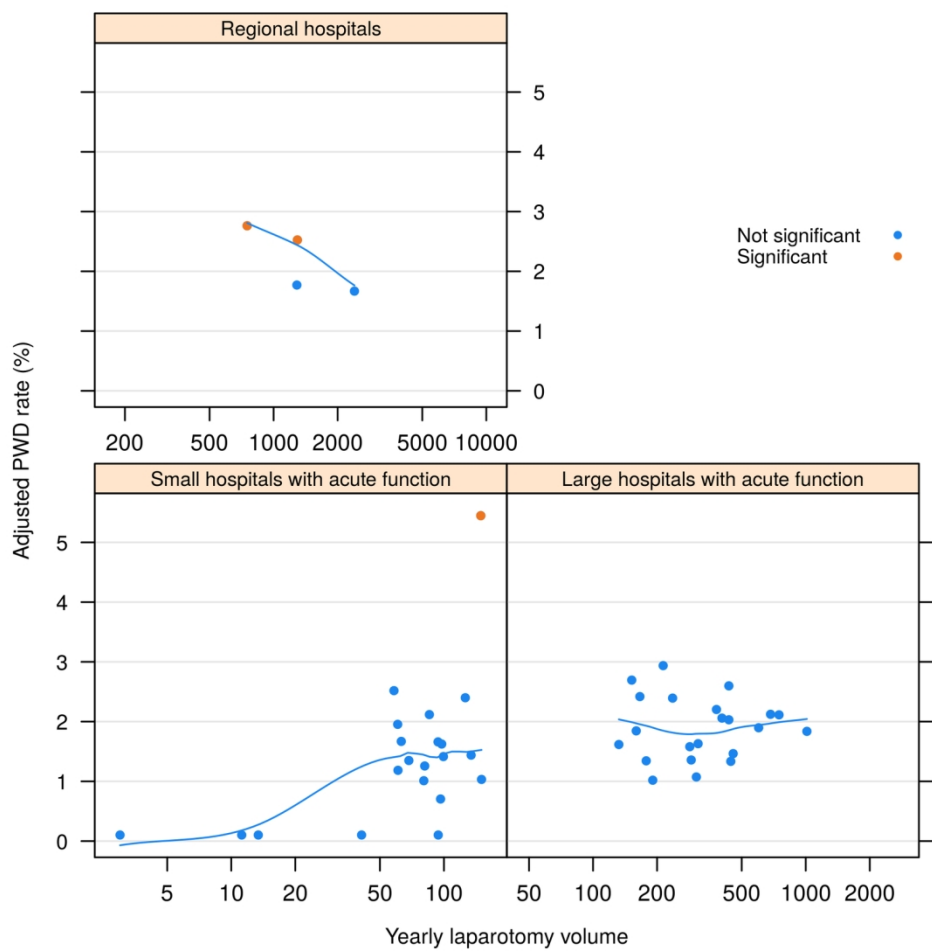 Regional hospitals
5
4
3
2
1
0
200 500 1000 2000 5000 10000
Not significant
Significant
Adjusted PWD rate (%)
Small hospitals with acute function
Large hospitals with acute function
5
4
3
2
1
0
5 10 20 50 100
50 100 200 500 1000 2000
Yearly laparotomy volume